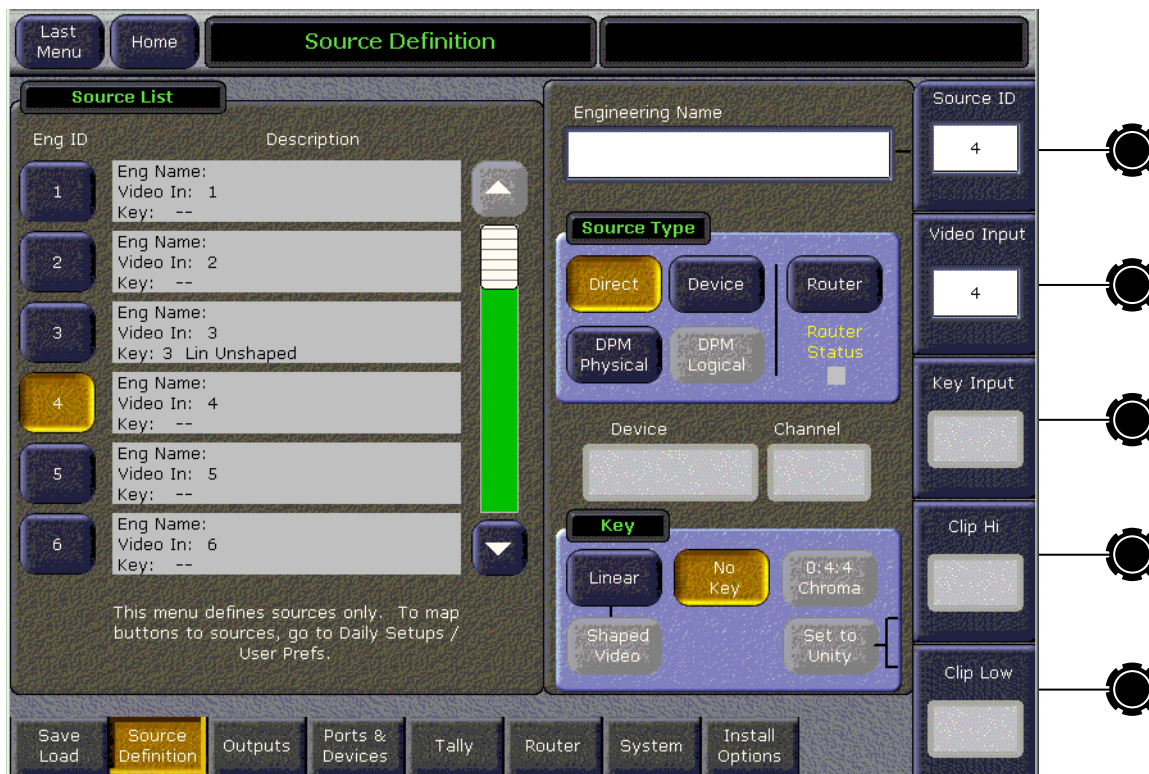 Last
Menu
Home
Source Definition
Source List
Eng ID
Description
1
Eng Name:
Video In: 1
Key: --
2
Eng Name:
Video In: 2
Key: --
3
Eng Name:
Video In: 3
Key: 3 Lin Unshaped
4
Eng Name:
Video In: 4
Key: --
5
Eng Name:
Video In: 5
Key: --
6
Eng Name:
Video In: 6
Key: --
This menu defines sources only. To map
buttons to sources, go to Daily Setups /
User Prefs.
Engineering Name
Source Type
Direct
Device
Router
DPM
Physical
DPM
Logical
Router
Status
Device
Channel
Key
Linear
No
Key
0:4:4
Chroma
Shaped
Video
Set to
Unity
Source ID
4
Video Input
4
Key Input
Clip Hi
Clip Low
Save
Load
Source
Definition
Outputs
Ports &
Devices
Tally
Router
System
Install
Options